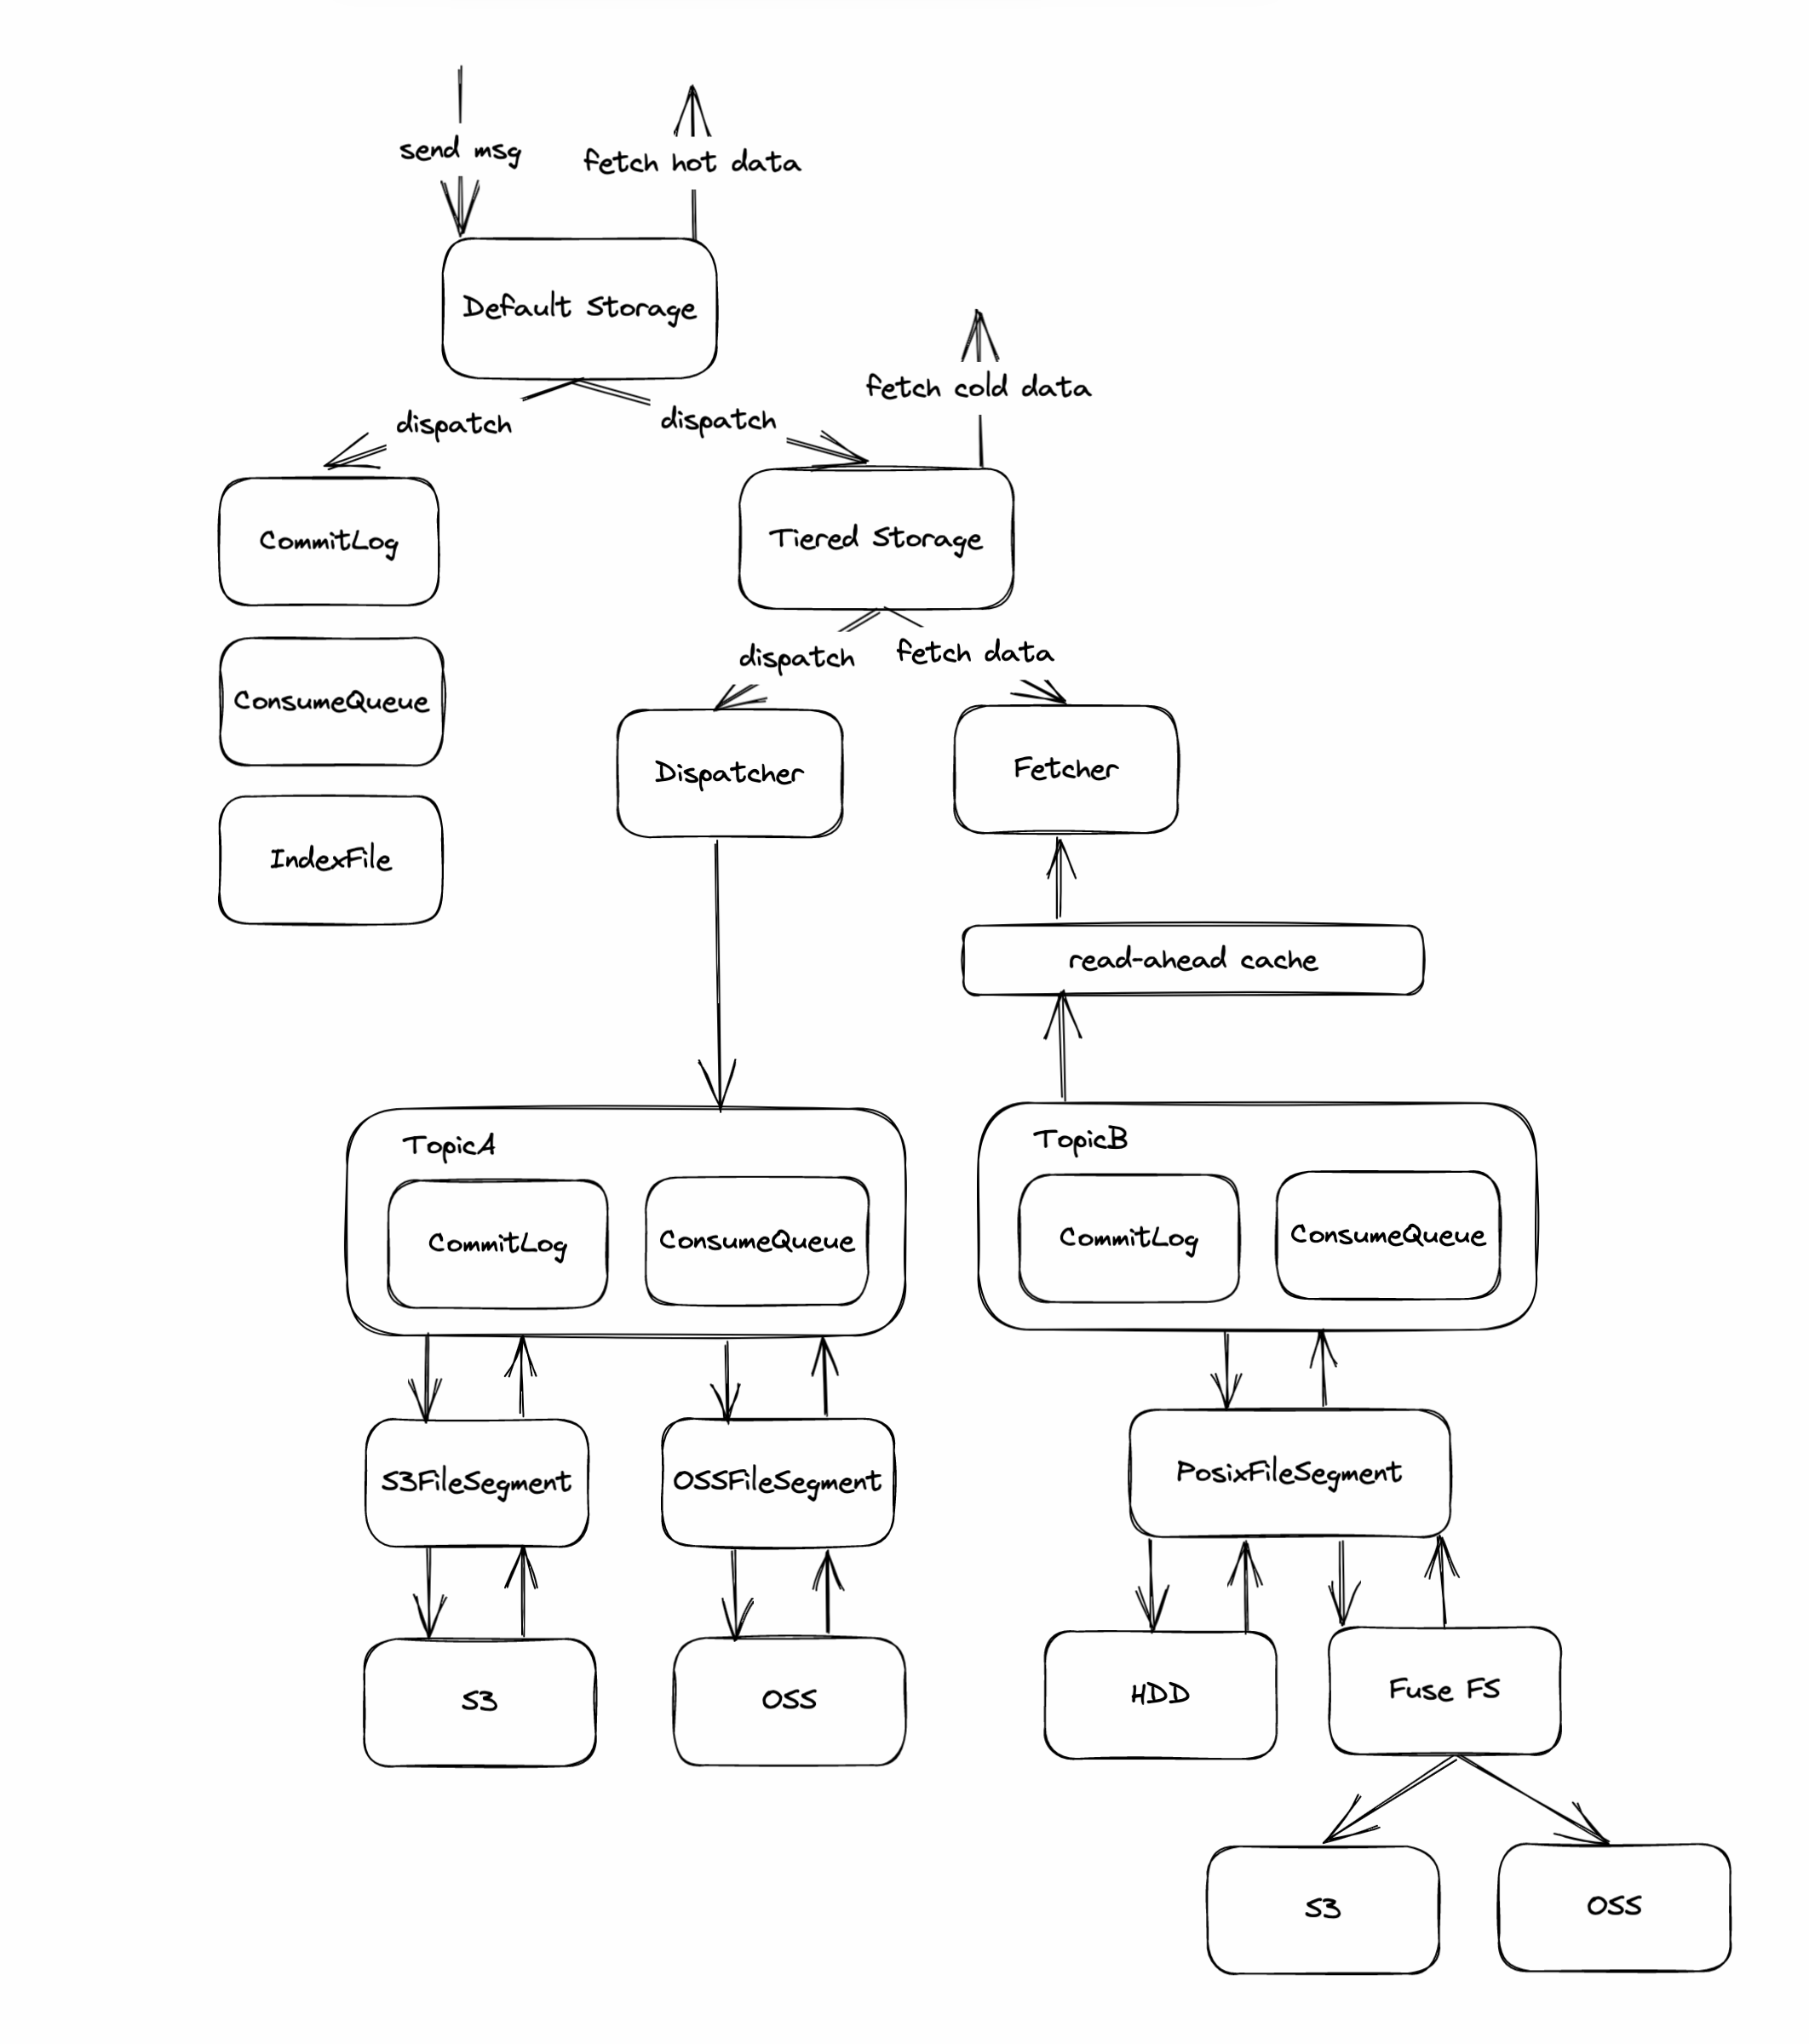 send msg
fetch hot data
Default Storage
fetch cold data
dispatch
dispatch
CommitLog
Tiered Storage
dispatch
fetch data
ConsumeQueue
Dispatcher
Fetcher
IndexFile
read-ahead cache
TopicA
TopicB
CommitLog
ConsumeQueue
CommitLog
ConsumeQueue
S3FileSegment
OSSFileSegment
PosixFileSegment
S3
OSS
HDD
Fuse FS
S3
OSS